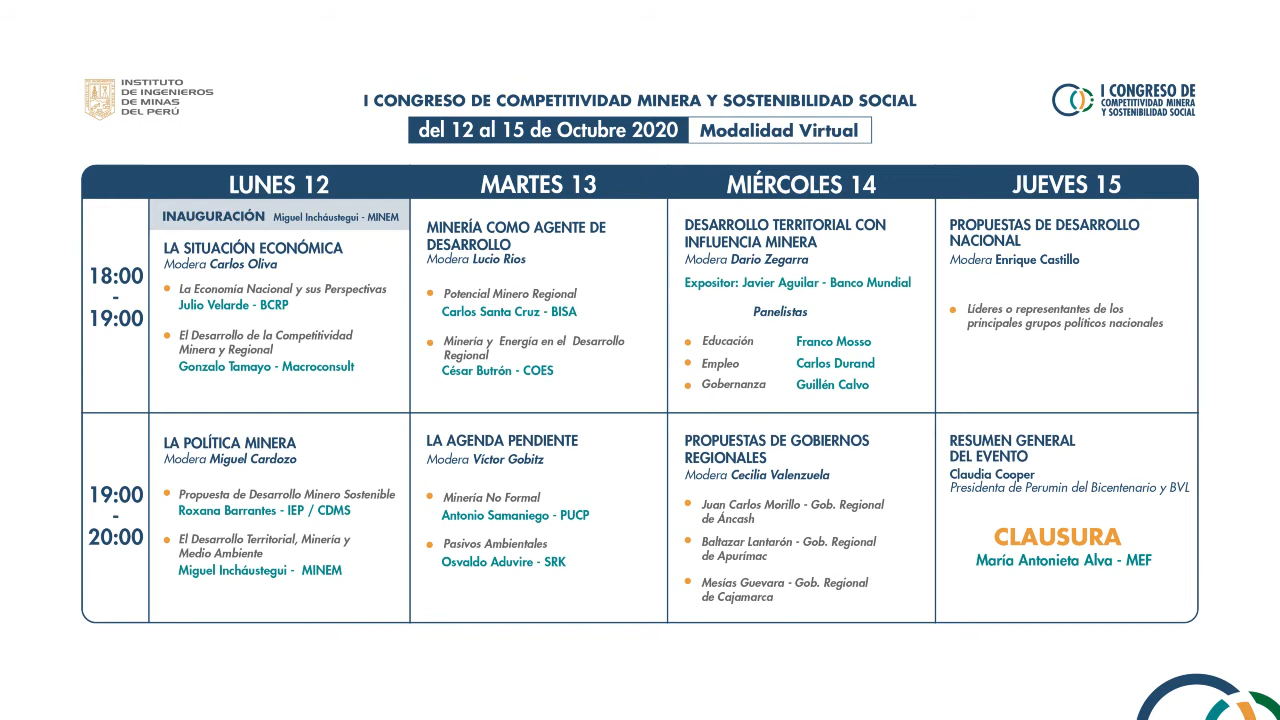 INSTITUTO
DE INGENIEROS
DE MINAS
DEL PERÚ
I CONGRESO DE COMPETITIVIDAD MINERA Y SOSTENIBILIDAD SOCIAL
del 12 al 15 de Octubre 2020 Modalidad Virtual
I CONGRESO DE
COMPETITIVIDAD MINERA
Y SOSTENIBILIDAD SOCIAL
LUNES 12 MARTES 13 MIÉRCOLES 14 JUEVES 15
18:00
-
19:00
INAUGURACIÓN Miguel Incháustegui - MINEM
LA SITUACIÓN ECONÓMICA
Modera Carlos Oliva
La Economía Nacional y sus Perspectivas
Julio Velarde - BCRP
El Desarrollo de la Competitividad
Minera y Regional
Gonzalo Tamayo - Macroconsult
MINERÍA COMO AGENTE DE
DESARROLLO
Modera Lucio Rios
Potencial Minero Regional
Carlos Santa Cruz - BISA
Minería y Energía en el Desarrollo
Regional
César Butrón - COES
DESARROLLO TERRITORIAL CON
INFLUENCIA MINERA
Modera Dario Zegarra
Expositor: Javier Aguilar - Banco Mundial
Panelistas
Educación Franco Mosso
Empleo Carlos Durand
Gobernanza Guillén Calvo
PROPUESTAS DE DESARROLLO
NACIONAL
Modera Enrique Castillo
Líderes o representantes de los
principales grupos políticos nacionales
19:00
-
20:00
LA POLÍTICA MINERA
Modera Miguel Cardozo
Propuesta de Desarrollo Minero Sostenible
Roxana Barrantes - IEP / CDMS
El Desarrollo Territorial, Minería y
Medio Ambiente
Miguel Incháustegui - MINEM
LA AGENDA PENDIENTE
Modera Víctor Gobitz
Minería No Formal
Antonio Samaniego - PUCP
Pasivos Ambientales
Osvaldo Aduvire - SRK
PROPUESTAS DE GOBIERNOS
REGIONALES
Modera Cecilia Valenzuela
Juan Carlos Morillo - Gob. Regional
de Áncash
Baltazar Lantarón - Gob. Regional
de Apurímac
Mesías Guevara - Gob. Regional
de Cajamarca
RESUMEN GENERAL
DEL EVENTO
Claudia Cooper
Presidenta de Perumin del Bicentenario y BVL
CLAUSURA
María Antonieta Alva - MEF